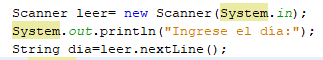 Scanner leer= new Scanner(System.in);
System.out.println("Ingrese el día:");
String dia=leer.nextLine();